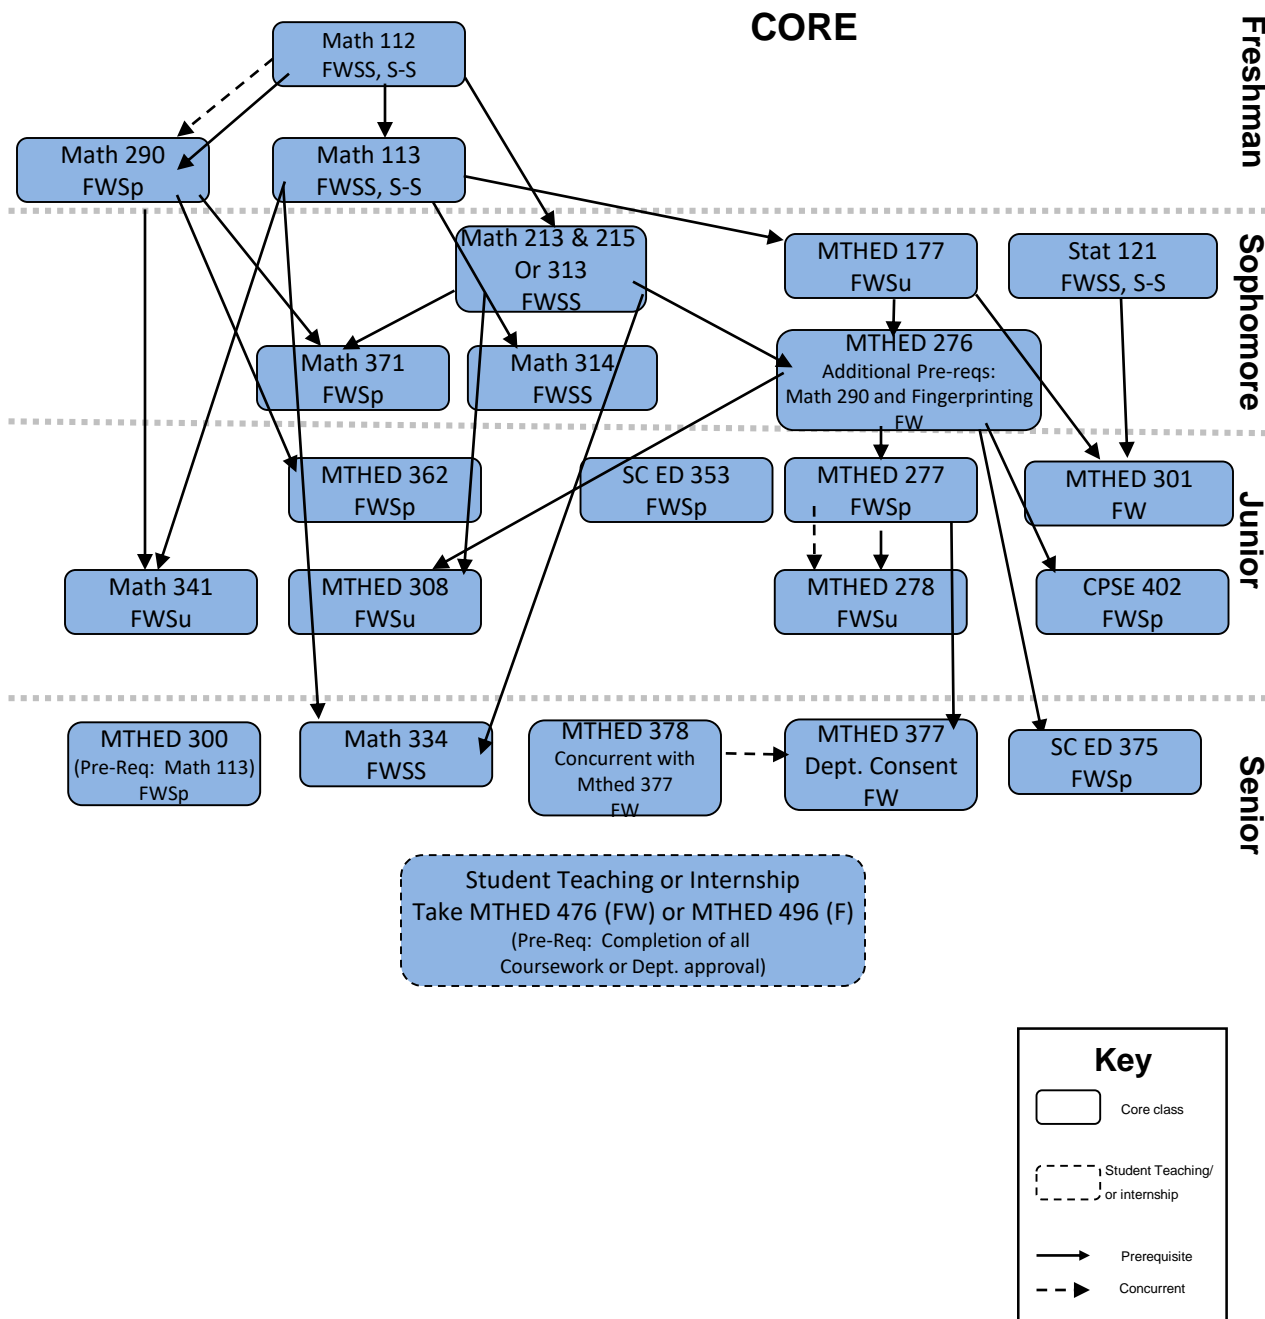 CORE
Freshman
Math 112
FWSS, S-S
Math 290
FWSp
Math 113
FWSS, S-S
Sophomore
Math 213 & 215
Or 313
FWSS
MTHED 177
FWSu
Stat 121
FWSS, S-S
Math 371
FWSp
Math 314
FWSS
MTHED 276
Additional Pre-reqs:
Math 290 and Fingerprinting
FW
Junior
MTHED 362
FWSp
SC ED 353
FWSp
MTHED 277
FWSp
MTHED 301
FW
Math 341
FWSu
MTHED 308
FWSu
MTHED 278
FWSu
CPSE 402
FWSp
Senior
MTHED 300
(Pre-Req: Math 113)
FWSp
Math 334
FWSS
MTHED 378
Concurrent with
Mthed 377
FW
MTHED 377
Dept. Consent
FW
SC ED 375
FWSp
Student Teaching or Internship
Take MTHED 476 (FW) or MTHED 496 (F)
(Pre-Req: Completion of all
Coursework or Dept. approval)
Key
Core class
Student Teaching/
or internship
Prerequisite
Concurrent